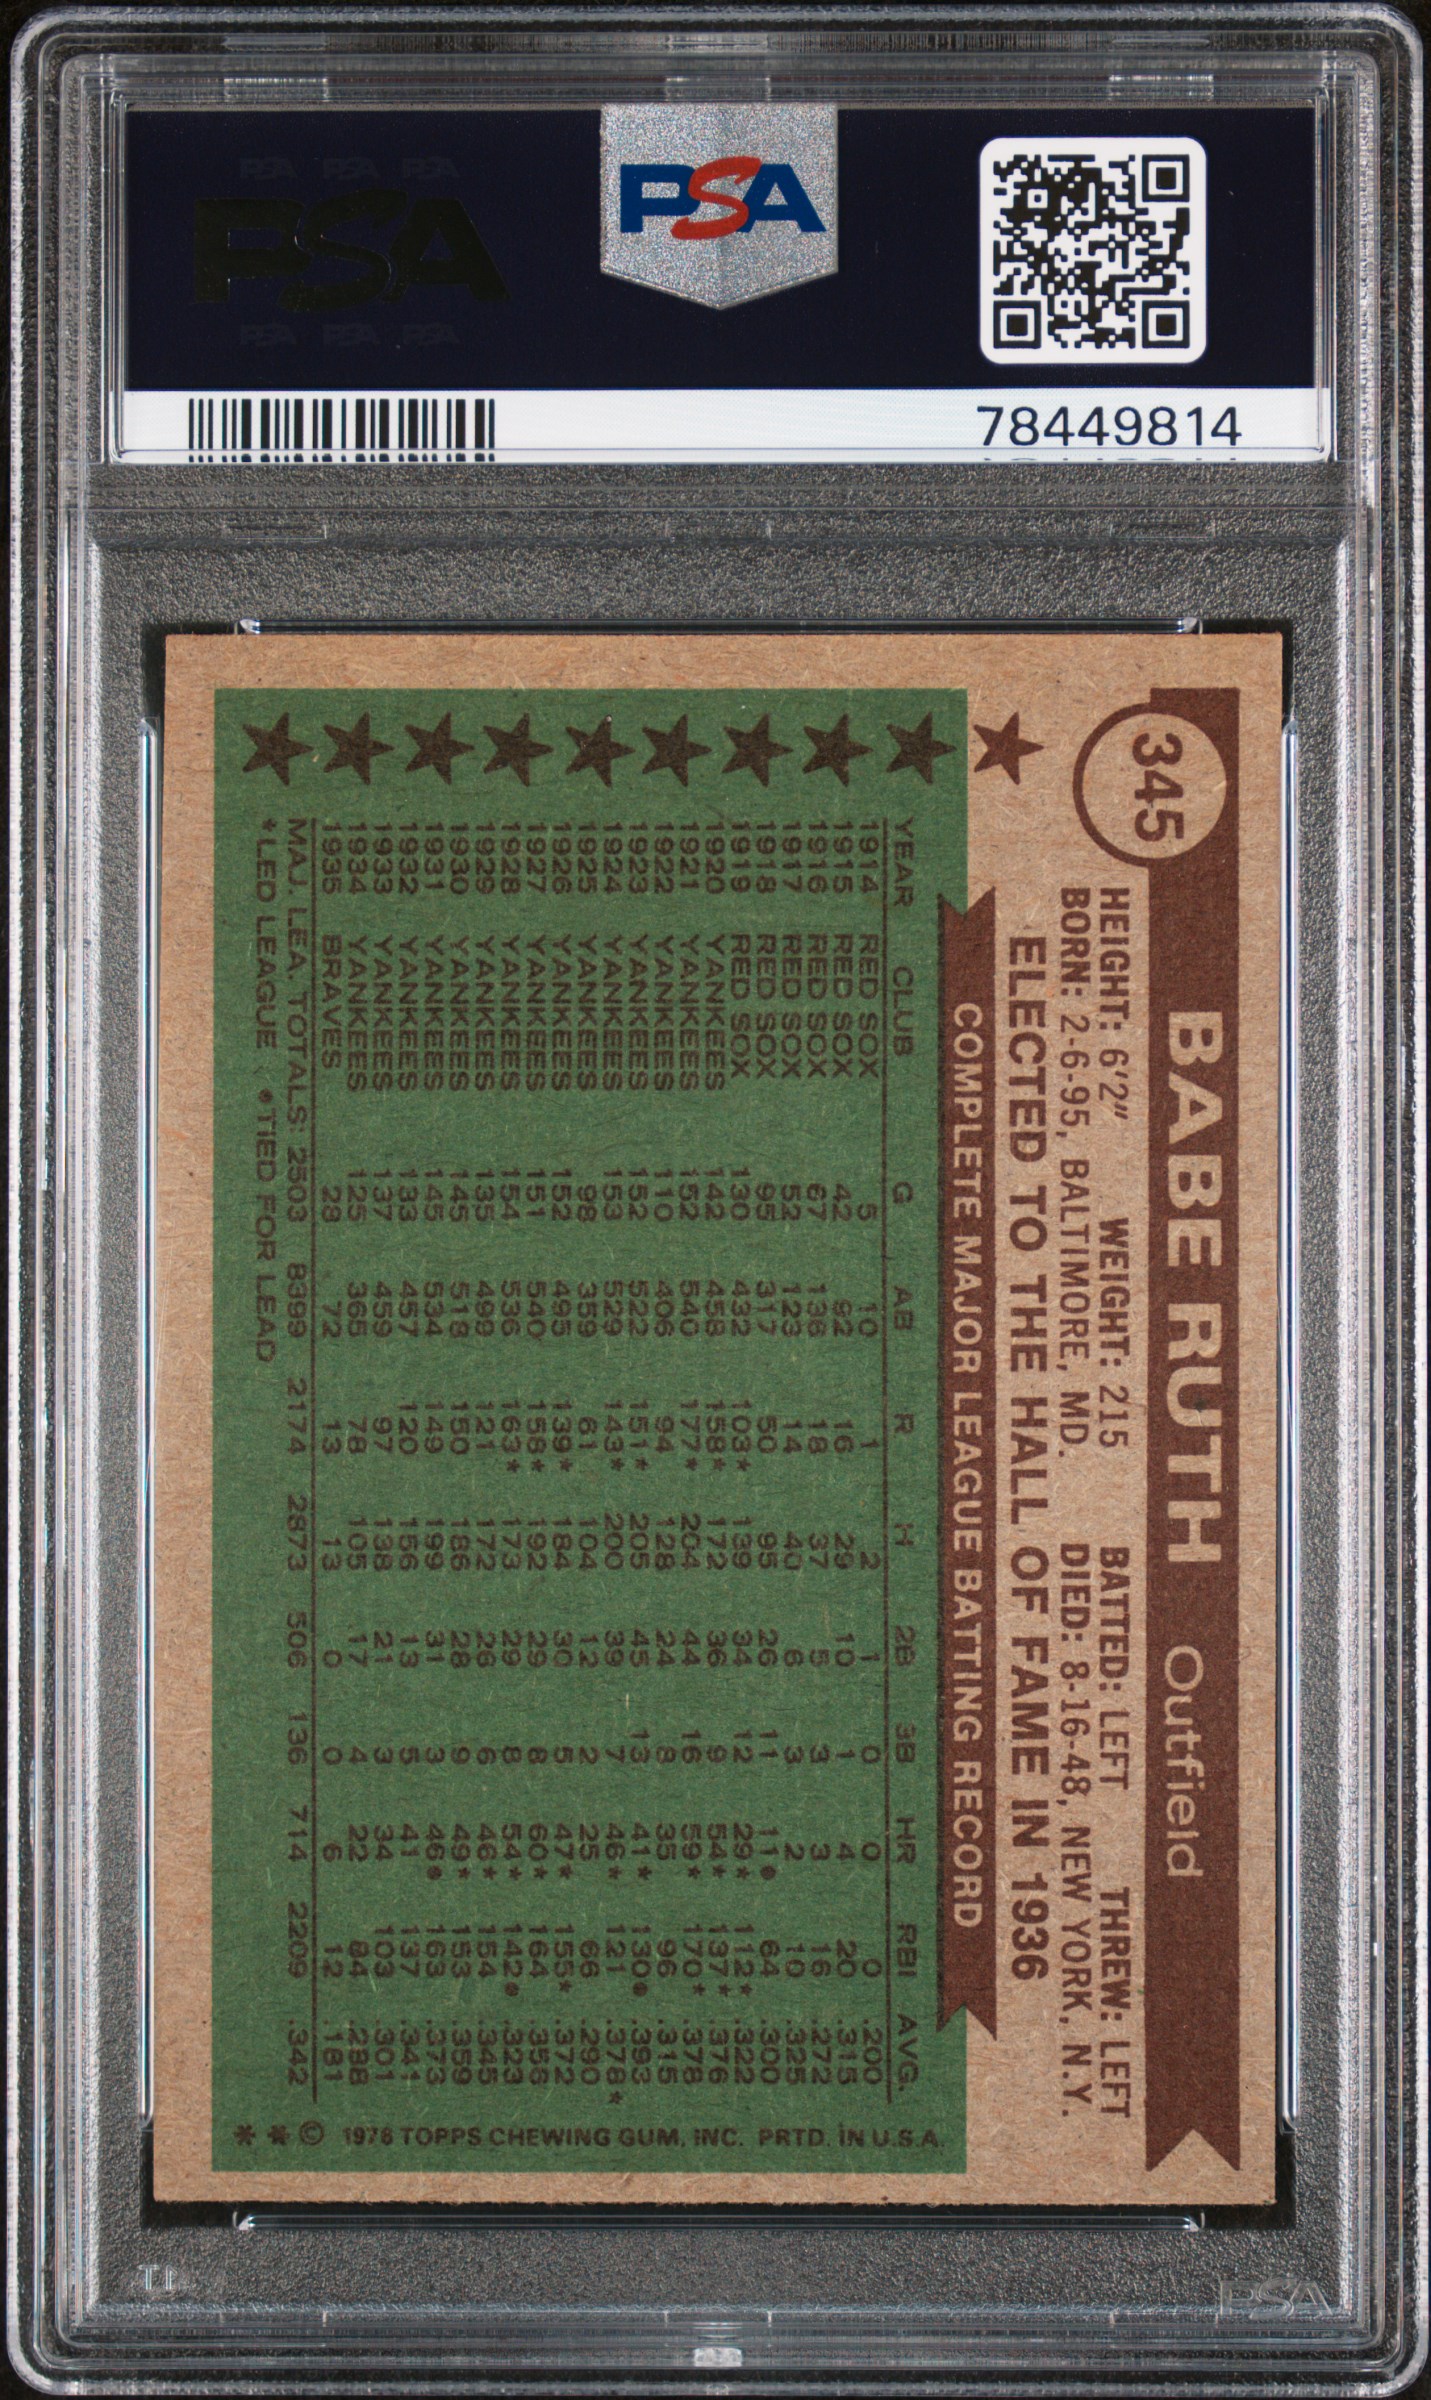 PSA PSA PSA
PSA
PSA PSA PSA
PSA
78449814
345 BABE RUTH Outfield
HEIGHT: 6'2" WEIGHT: 215 BATTED: LEFT THREW: LEFT
BORN: 2-6-95, BALTIMORE, MD. DIED: 8-16-48, NEW YORK, N.Y.
ELECTED TO THE HALL OF FAME IN 1936
COMPLETE MAJOR LEAGUE BATTING RECORD
YEAR CLUB G AB R H 2B 3B HR RBI AVG.
1914 RED SOX 5 10 1 2 1 0 0 0 .200
1915 RED SOX 42 92 16 29 10 1 4 20 .315
1916 RED SOX 67 136 18 37 5 3 3 16 .272
1917 RED SOX 52 123 14 40 6 3 2 10 .325
1918 RED SOX 95 317 50 95 26 11 11• 64 .300
1919 RED SOX 130 432 103* 139 34 12 29* 112* .322
1920 YANKEES 142 458 158* 172 36 9 54* 137* .376
1921 YANKEES 152 540 177* 204 44 16 59* 170* .378
1922 YANKEES 110 406 94 128 24 8 35 96 .315
1923 YANKEES 152 522 151* 205 45 13 41* 130• .393
1924 YANKEES 153 529 143* 200 39 7 46* 121 .378*
1925 YANKEES 98 359 61 104 12 2 25 66 .290
1926 YANKEES 152 495 139* 184 30 5 47* 155* .372
1927 YANKEES 151 540 158* 192 29 8 60* 164 .356
1928 YANKEES 154 536 163* 173 29 8 54* 142• .323
1929 YANKEES 135 499 121 172 26 6 46* 154 .345
1930 YANKEES 145 518 150 186 28 9 49* 153 .359
1931 YANKEES 145 534 149 199 31 3 46• 163 .373
1932 YANKEES 133 457 120 156 13 5 41 137 .341
1933 YANKEES 137 459 97 138 21 3 34 103 .301
1934 YANKEES 125 365 78 105 17 4 22 84 .288
1935 BRAVES 28 72 13 13 0 0 6 12 .181
MAJ. LEA. TOTALS 2503 8399 2174 2873 506 136 714 2209 .342
*LED LEAGUE •TIED FOR LEAD
* * © 1976 TOPPS CHEWING GUM, INC. PRTD. IN U.S.A.
PSA